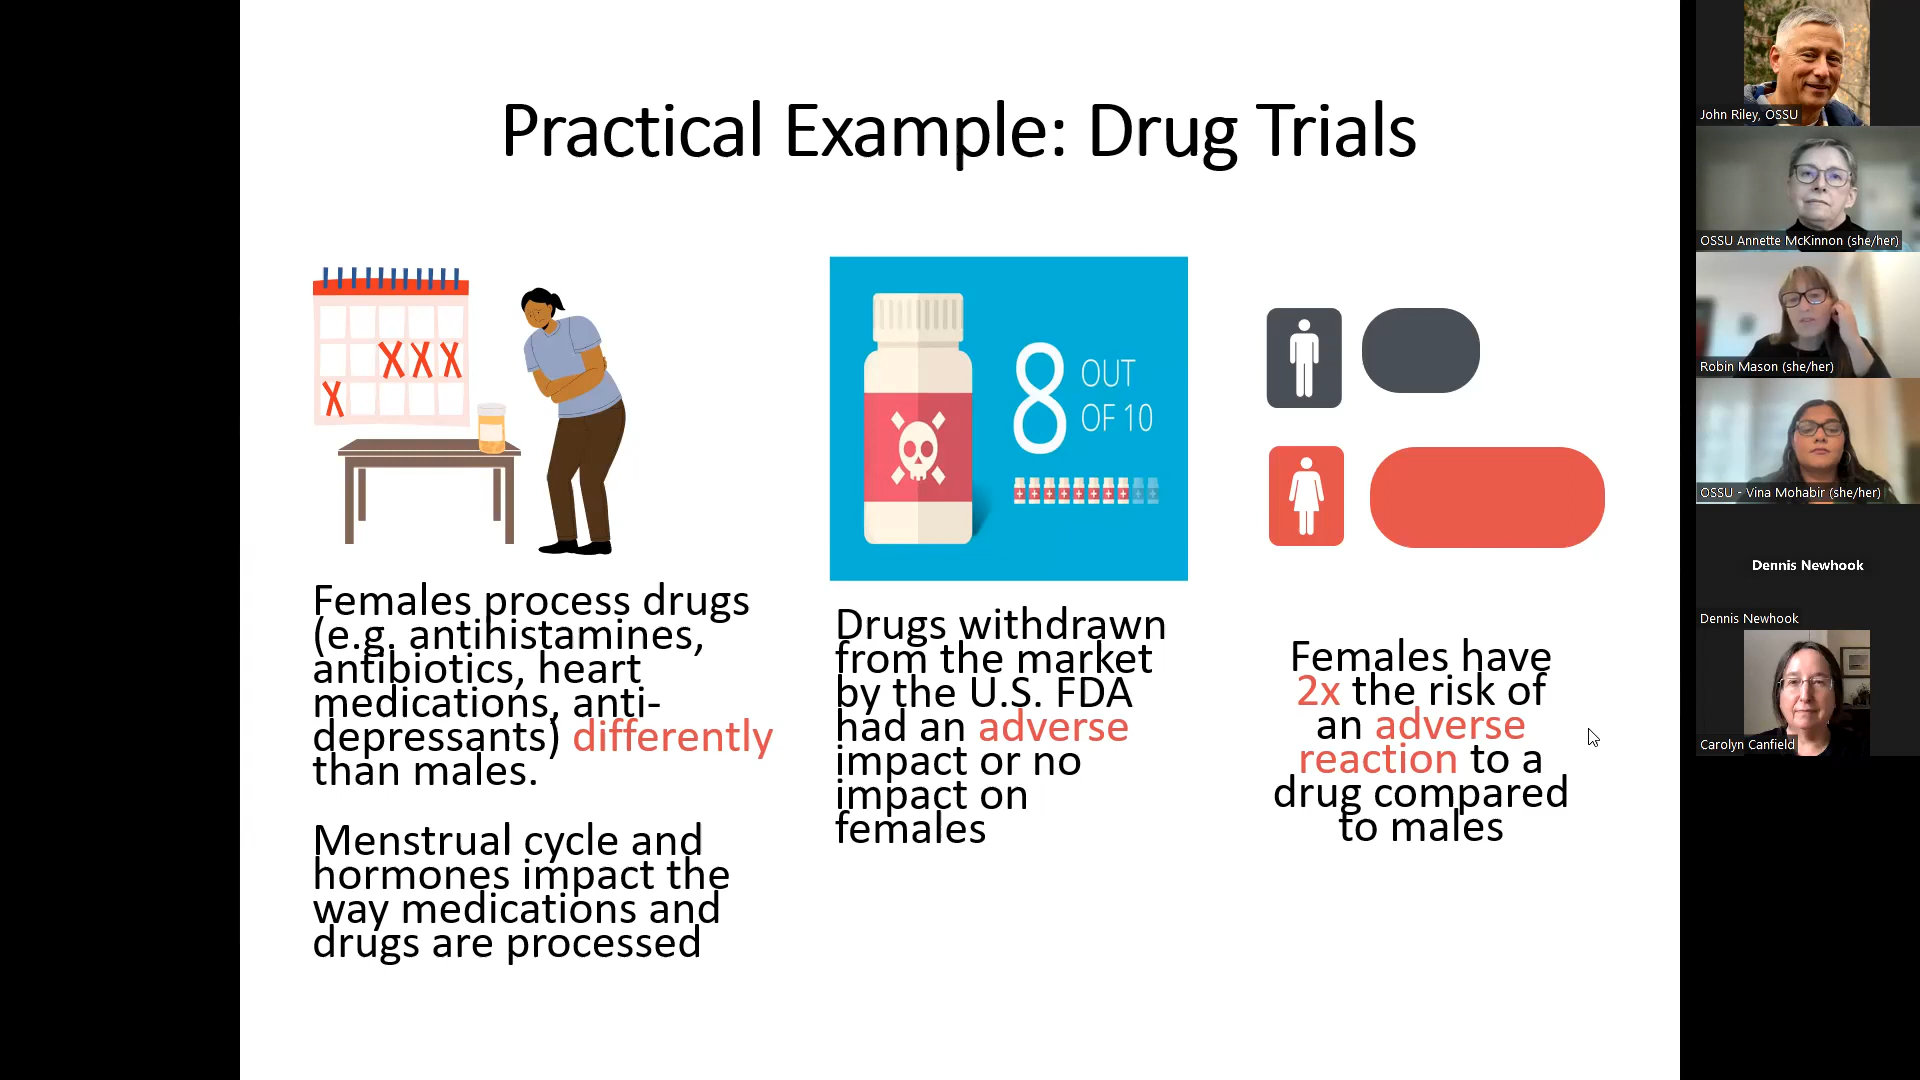 Practical Example: Drug Trials
Females process drugs
(e.g. antihistamines,
antibiotics, heart
medications, anti-
depressants) differently
than males.
Menstrual cycle and
hormones impact the
way medications and
drugs are processed
8 OUT
OF 10
Drugs withdrawn
from the market
by the U.S. FDA
had an adverse
impact or no
impact on
females
Females have
2x the risk of
an adverse
reaction to a
drug compared
to males
John Riley, OSSU
OSSU Annette McKinnon (she/her)
Robin Mason (she/her)
OSSU - Vina Mohabir (she/her)
Dennis Newhook
Dennis Newhook
Carolyn Canfield